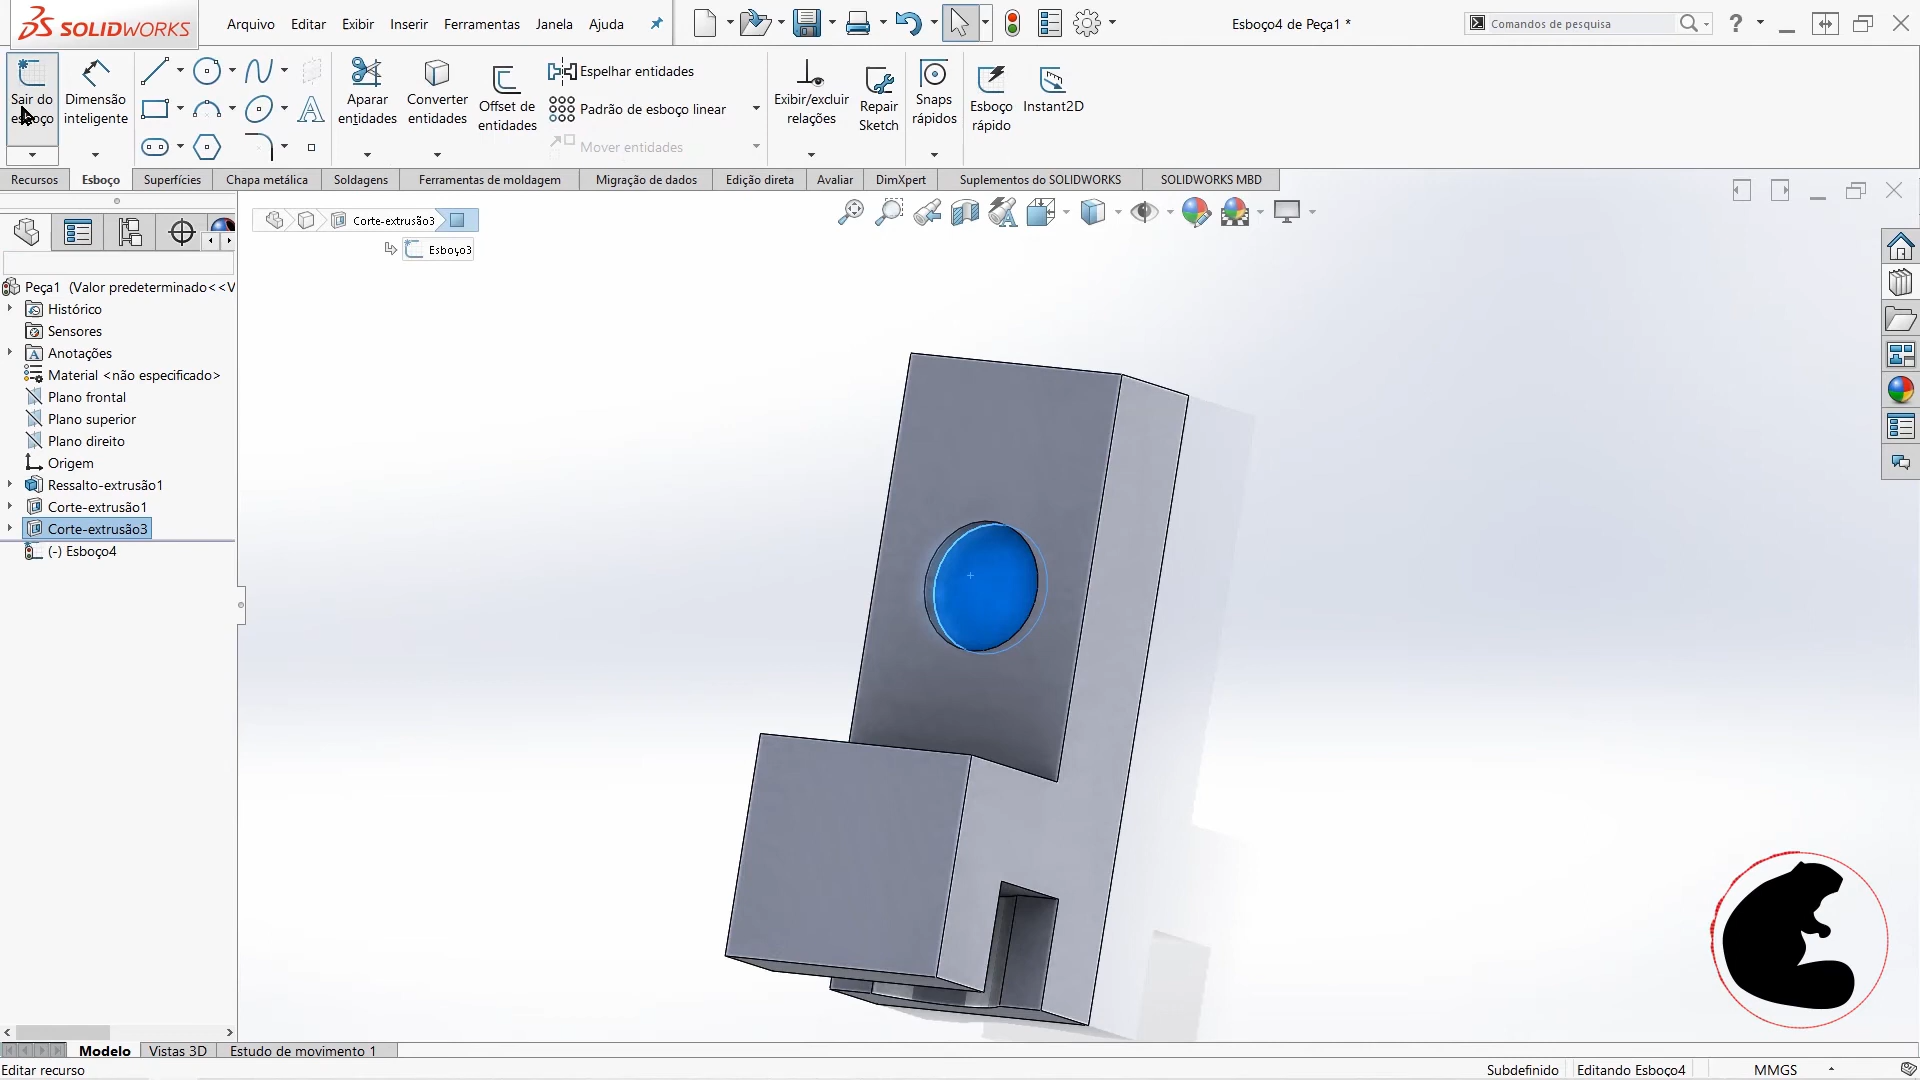 SOLIDWORKS
Arquivo Editar Exibir Inserir Ferramentas Janela Ajuda
Esboço4 de Peça1 *
Comandos de pesquisa
?
Sair do esboço
Dimensão inteligente
Aparar entidades
Converter entidades
Offset de entidades
Espelhar entidades
Padrão de esboço linear
Mover entidades
Exibir/excluir relações
Repair Sketch
Snaps rápidos
Esboço rápido
Instant2D
Recursos Esboço Superfícies Chapa metálica Soldagens Ferramentas de moldagem Migração de dados Edição direta Avaliar DimXpert Suplementos do SOLIDWORKS SOLIDWORKS MBD
Corte-extrusão3
Esboço3
Peça1 (Valor predeterminado<<V
Histórico
Sensores
Anotações
Material <não especificado>
Plano frontal
Plano superior
Plano direito
Origem
Ressalto-extrusão1
Corte-extrusão1
Corte-extrusão3
(-) Esboço4
Modelo Vistas 3D Estudo de movimento 1
Editar recurso
Subdefinido Editando Esboço4 MMGS